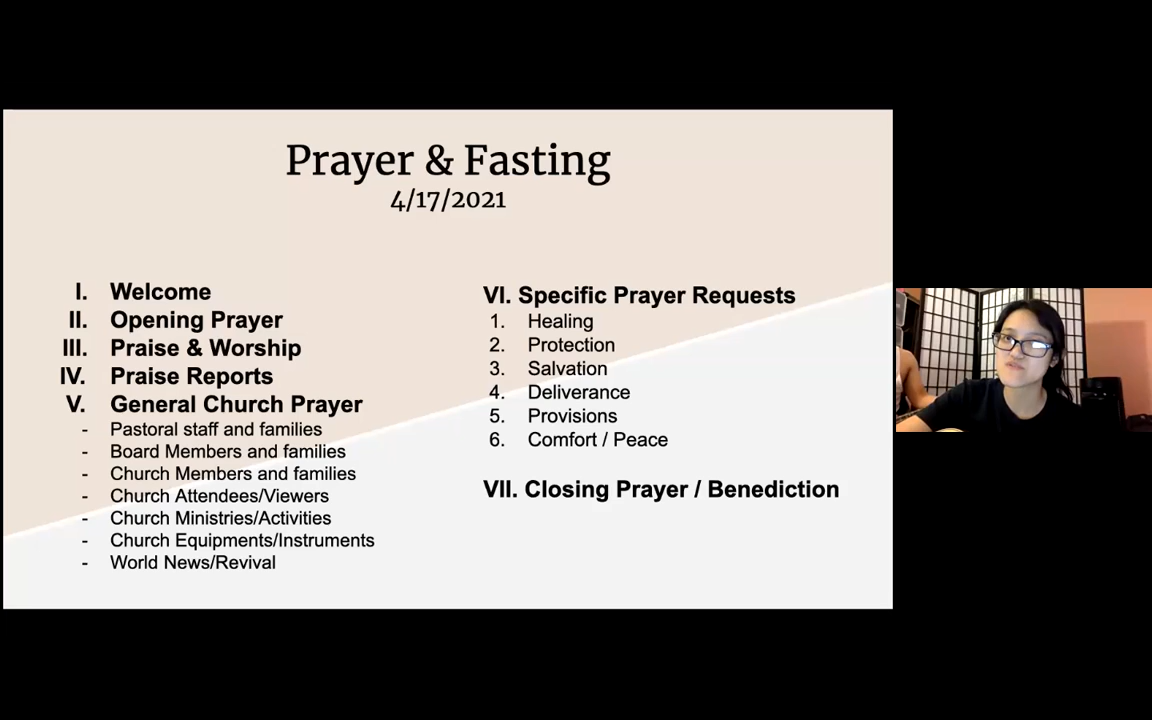 Prayer & Fasting
4/17/2021
I. Welcome
II. Opening Prayer
III. Praise & Worship
IV. Praise Reports
V. General Church Prayer
- Pastoral staff and families
- Board Members and families
- Church Members and families
- Church Attendees/Viewers
- Church Ministries/Activities
- Church Equipments/Instruments
- World News/Revival
VI. Specific Prayer Requests
1. Healing
2. Protection
3. Salvation
4. Deliverance
5. Provisions
6. Comfort / Peace
VII. Closing Prayer / Benediction